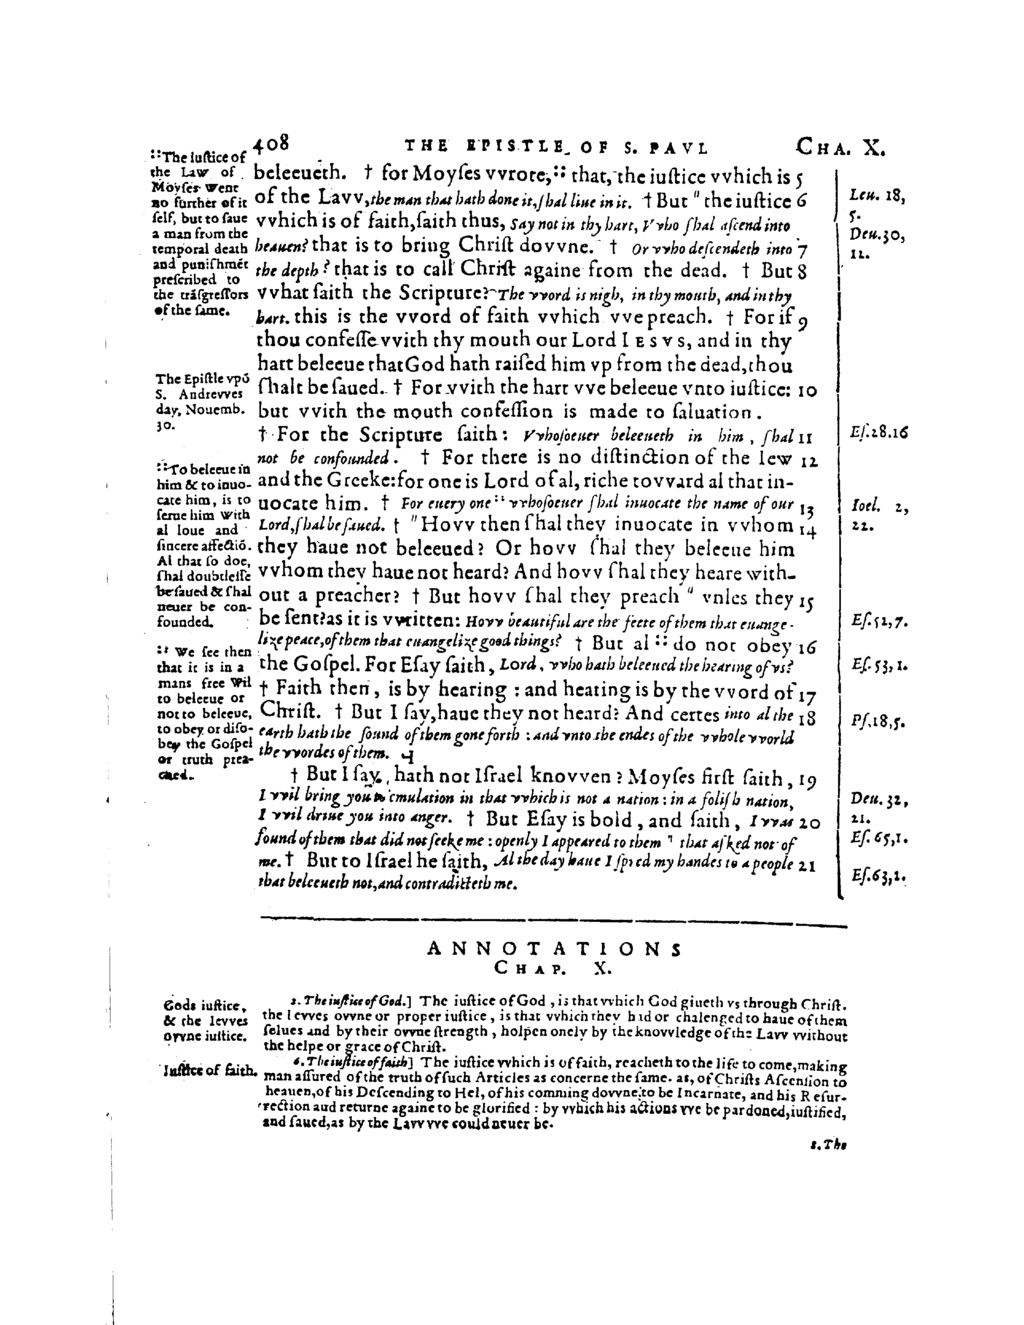 408 THE EPISTLE OF S. PAVL CHA. X.
beleeueth. † for Moyſes vvrote, :: that, the iuſtice vvhich is 5
of the Lavv, the man that hath done it, ſhal liue in it. † But " the iuſtice 6
vvhich is of faith, ſaith thus, Say not in thy hart, Vvho ſhal aſcend into
heauen? that is to bring Chriſt dovvne. † Or vvho deſcendeth into 7
the depth? that is to call Chriſt againe from the dead. † But 8
vvhat ſaith the Scripture? The vvord is nigh, in thy mouth, and in thy
hart. this is the vvord of faith vvhich vve preach. † For if 9
thou confeſſe vvith thy mouth our Lord IESVS, and in thy
hart beleeue that God hath raiſed him vp from the dead, thou
ſhalt be ſaued. † For vvith the hart vve beleeue vnto iuſtice: 10
but vvith the mouth confeſſion is made to ſaluation.
† For the Scripture ſaith: Vvhoſoeuer beleeueth in him, ſhal 11
not be confounded. † For there is no diſtinction of the Iew 12
and the Greeke: for one is Lord of al, riche tovvard al that in-
uocate him. † For euery one :: vvhoſoeuer ſhal inuocate the name of our 13
Lord, ſhal be ſaued. † " Hovv then ſhal they inuocate in vvhom 14
they haue not beleeued? Or hovv ſhal they beleeue him
vvhom they haue not heard? And hovv ſhal they heare with-
out a preacher? † But hovv ſhal they preach " vnles they 15
be ſent? as it is vvritten: Hovv beautiful are the feete of them that euange-
lize peace, of them that euangelize good things? † But al :: do not obey 16
the Goſpel. For Eſay ſaith, Lord, vvho hath beleeued the hearing of vs?
† Faith then, is by hearing: and hearing is by the vvord of 17
Chriſt. † But I ſay, haue they not heard? And certes into al the 18
earth hath the ſound of them gone forth: and vnto the endes of the vvhole vvorld
the vvordes of them.
† But I ſay, hath not Iſrael knovven? Moyſes firſt ſaith, 19
I vvil bring you to emulation in that vvhich is not a nation: in a foliſh nation,
I vvil driue you into anger. † But Eſay is bold, and ſaith, I vvas 20
found of them that did not ſeeke me: openly I appeared to them " that aſked not of
me. † But to Iſrael he ſaith, Al the day haue I ſpred my handes to a people 21
that beleeueth not, and contradicteth me.
::The iuſtice of
the Law of
Moyſes went
no further of it
ſelf, but to ſaue
a man from the
temporal death
and puniſhmẽt
preſcribed to
the trãſgreſſors
of the ſame.
The Epiſtle vpõ
S. Andrevves
day, Nouemb.
30.
::To beleeue in
him & to inuo-
cate him, is to
ſerue him with
al loue and
ſincere affectiõ.
Al that ſo doe,
ſhal doubtleſſe
be ſaued & ſhal
neuer be con-
founded.
:: We ſee then
that it is in a
mans free wil
to beleeue or
not to beleeue,
to obey or diſo-
bey the Goſpel
or truth prea-
ched.
Leu. 18,
5.
Deu. 30,
12.
Eſ. 28. 16
Ioel. 2,
22.
Eſ. 52, 7.
Eſ. 53, 1.
Pſ. 18, 5.
Deu. 32,
21.
Eſ. 65, 1.
Eſ. 63, 2.
ANNOTATIONS
CHAP. X.
Gods iuſtice,
& the Ievves
ovvne iuſtice.
3. The iuſtice of God.] The iuſtice of God, is that vvhich God giueth vs through Chriſt.
the Ievves ovvne or proper iuſtice, is that vvhich they had or chalenged to haue of them
ſelues and by their ovvne ſtrength, holpen onely by the knovvledge of the Lavv vvithout
the helpe or grace of Chriſt.
Iuſtice of faith.
6. The iuſtice of faith] The iuſtice vvhich is of faith, reacheth to the life to come, making
man aſſured of the truth of ſuch Articles as concerne the ſame. as, of Chriſts Aſcenſion to
heauen, of his Deſcending to Hel, of his comming dovvne, to be Incarnate, and his Reſur-
rection and returne againe to be glorified: by vvhich his actions vve be pardoned, iuſtified,
and ſaued, as by the Lavv vve could neuer be.
8. The